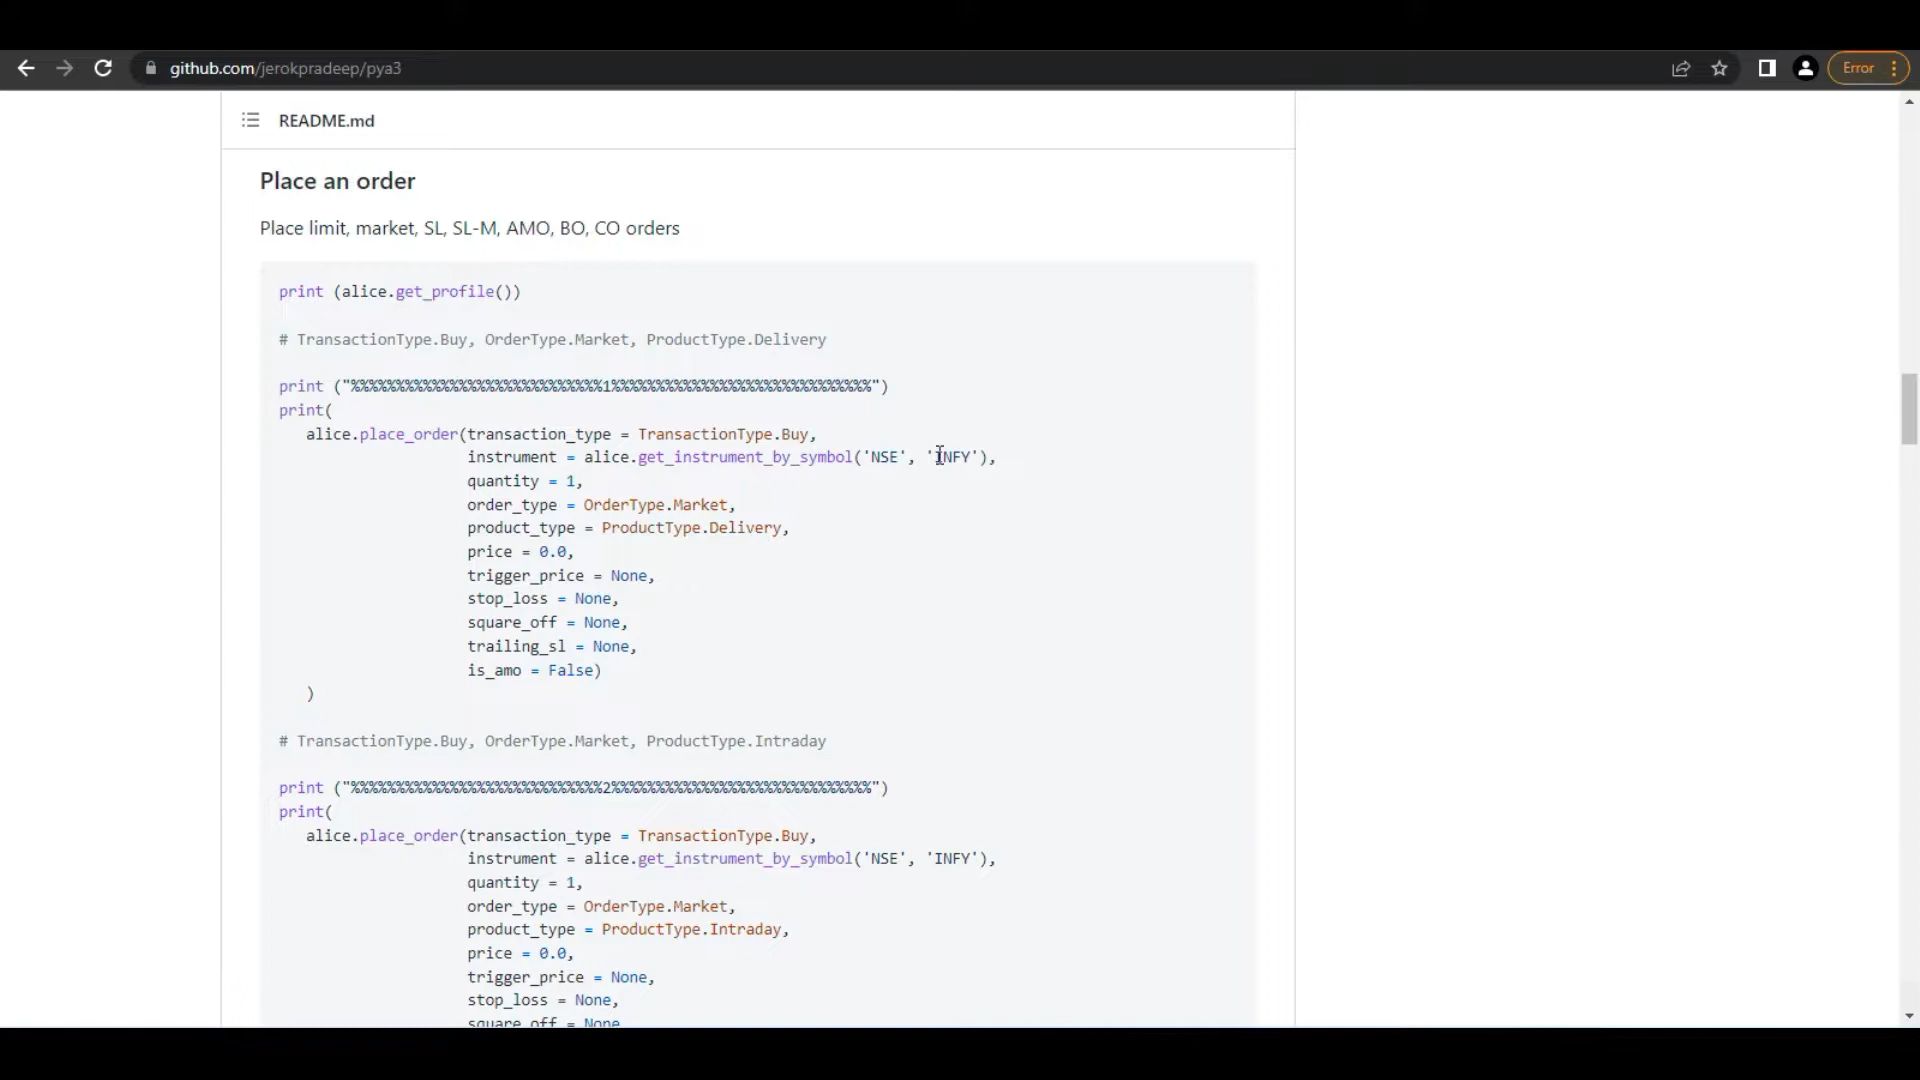 github.com/jerokpradeep/pya3
Error
README.md
Place an order
Place limit, market, SL, SL-M, AMO, BO, CO orders
print (alice.get_profile())
# TransactionType.Buy, OrderType.Market, ProductType.Delivery
print ("%%%%%%%%%%%%%%%%%%%%%%%%%%%%1%%%%%%%%%%%%%%%%%%%%%%%%%%%%%")
print(
alice.place_order(transaction_type = TransactionType.Buy,
instrument = alice.get_instrument_by_symbol('NSE', 'INFY'),
quantity = 1,
order_type = OrderType.Market,
product_type = ProductType.Delivery,
price = 0.0,
trigger_price = None,
stop_loss = None,
square_off = None,
trailing_sl = None,
is_amo = False)
)
# TransactionType.Buy, OrderType.Market, ProductType.Intraday
print ("%%%%%%%%%%%%%%%%%%%%%%%%%%%%2%%%%%%%%%%%%%%%%%%%%%%%%%%%%%")
print(
alice.place_order(transaction_type = TransactionType.Buy,
instrument = alice.get_instrument_by_symbol('NSE', 'INFY'),
quantity = 1,
order_type = OrderType.Market,
product_type = ProductType.Intraday,
price = 0.0,
trigger_price = None,
stop_loss = None,
square_off = None